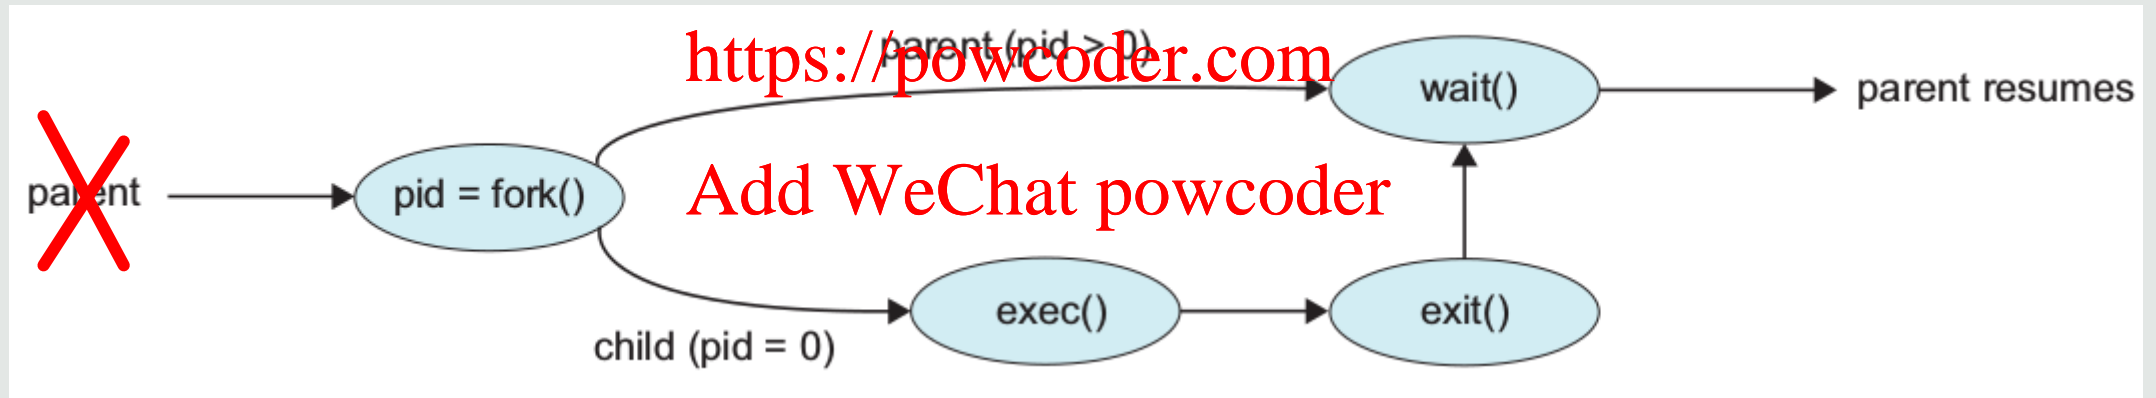 https://powcoder.com
parent (pid > 0)
wait()
parent resumes
parent
pid = fork()
Add WeChat powcoder
exec()
exit()
child (pid = 0)